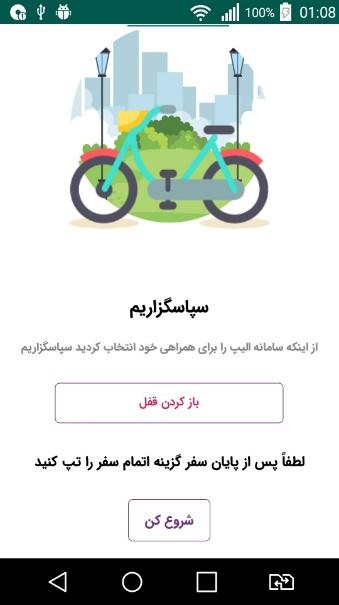 100% 01:08
سپاسگزاریم
از اینکه سامانه الیپ را برای همراهی خود انتخاب کردید سپاسگزاریم
باز کردن قفل
لطفاً پس از پایان سفر گزینه اتمام سفر را تپ کنید
شروع کن